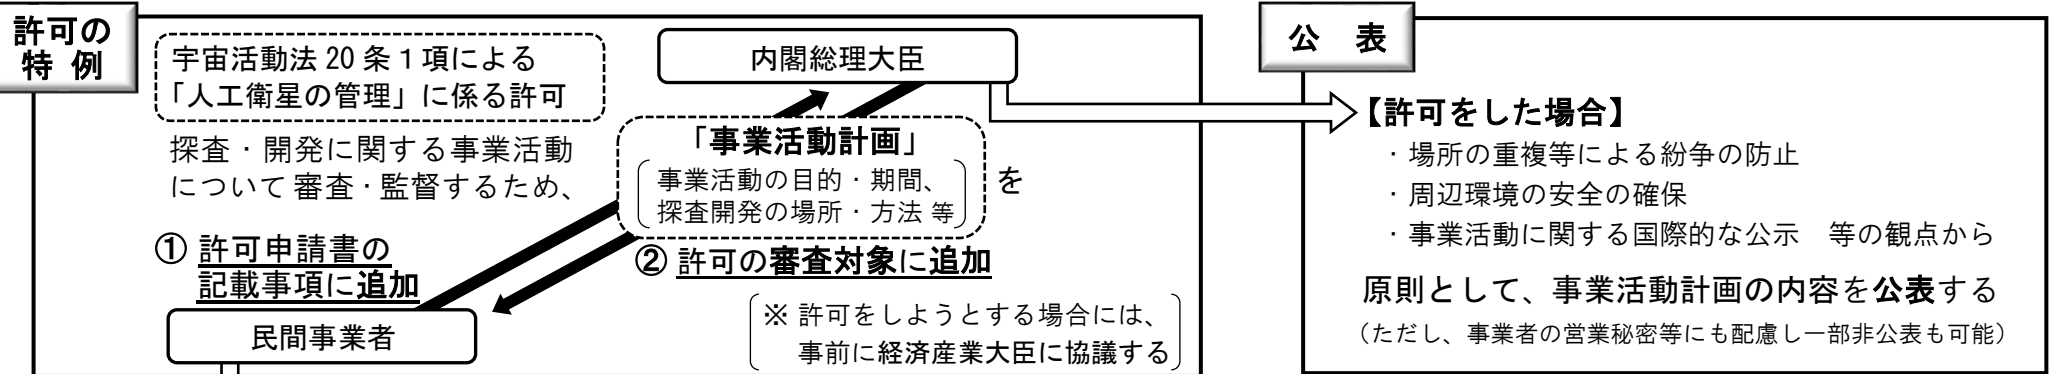 許可の
特 例
宇宙活動法 20 条 1 項による
「人工衛星の管理」に係る許可
探査・開発に関する事業活動
について審査・監督するため、
① 許可申請書の
記載事項に追加
民間事業者
内閣総理大臣
「事業活動計画」
事業活動の目的・期間、
探査開発の場所・方法 等
を
② 許可の審査対象に追加
※ 許可をしようとする場合には、
事前に経済産業大臣に協議する
公 表
【許可をした場合】
・場所の重複等による紛争の防止
・周辺環境の安全の確保
・事業活動に関する国際的な公示 等の観点から
原則として、事業活動計画の内容を公表する
（ただし、事業者の営業秘密等にも配慮し一部非公表も可能）